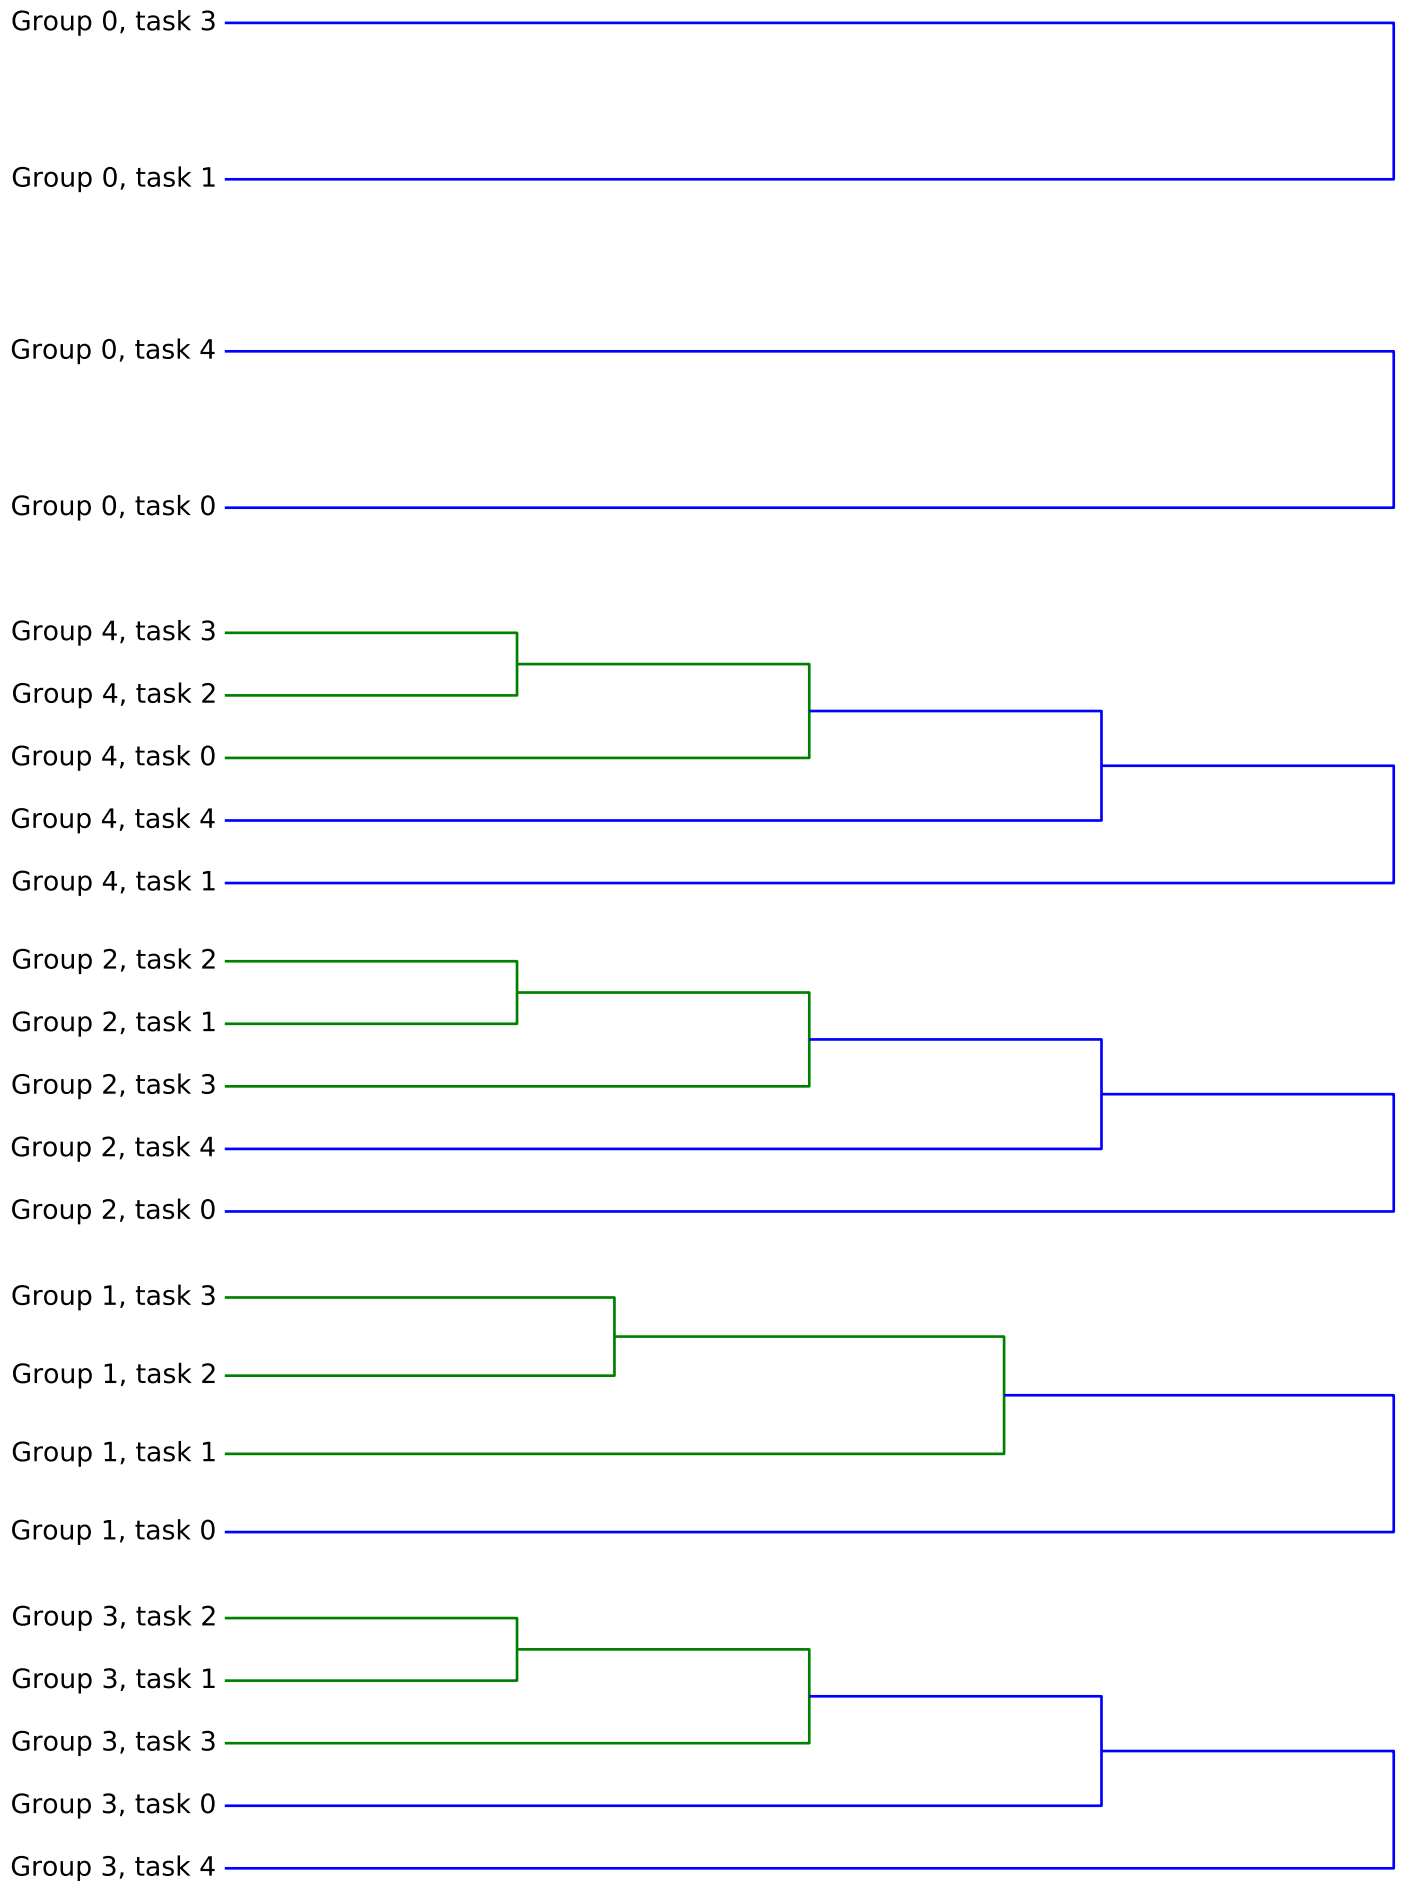 Group 0, task 3
Group 0, task 1
Group 0, task 4
Group 0, task 0
Group 4, task 3
Group 4, task 2
Group 4, task 0
Group 4, task 4
Group 4, task 1
Group 2, task 2
Group 2, task 1
Group 2, task 3
Group 2, task 4
Group 2, task 0
Group 1, task 3
Group 1, task 2
Group 1, task 1
Group 1, task 0
Group 3, task 2
Group 3, task 1
Group 3, task 3
Group 3, task 0
Group 3, task 4